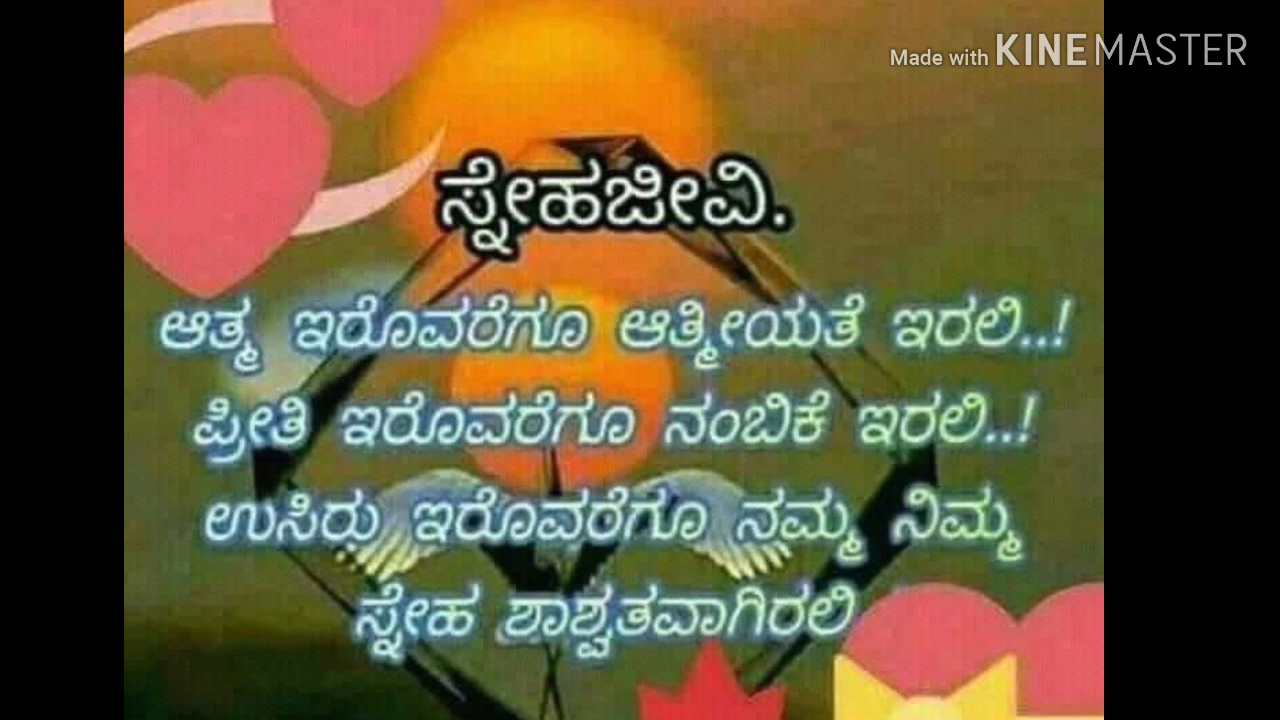 Made with KINEMASTER
ಸ್ನೇಹಜೀವಿ.
ಆತ್ಮ ಇರೊವರೆಗೂ ಆತ್ಮೀಯತೆ ಇರಲಿ..!
ಪ್ರೀತಿ ಇರೊವರೆಗೂ ನಂಬಿಕೆ ಇರಲಿ..!
ಉಸಿರು ಇರೊವರೆಗೂ ನಮ್ಮ ನಿಮ್ಮ
ಸ್ನೇಹ ಶಾಶ್ವತವಾಗಿರಲಿ